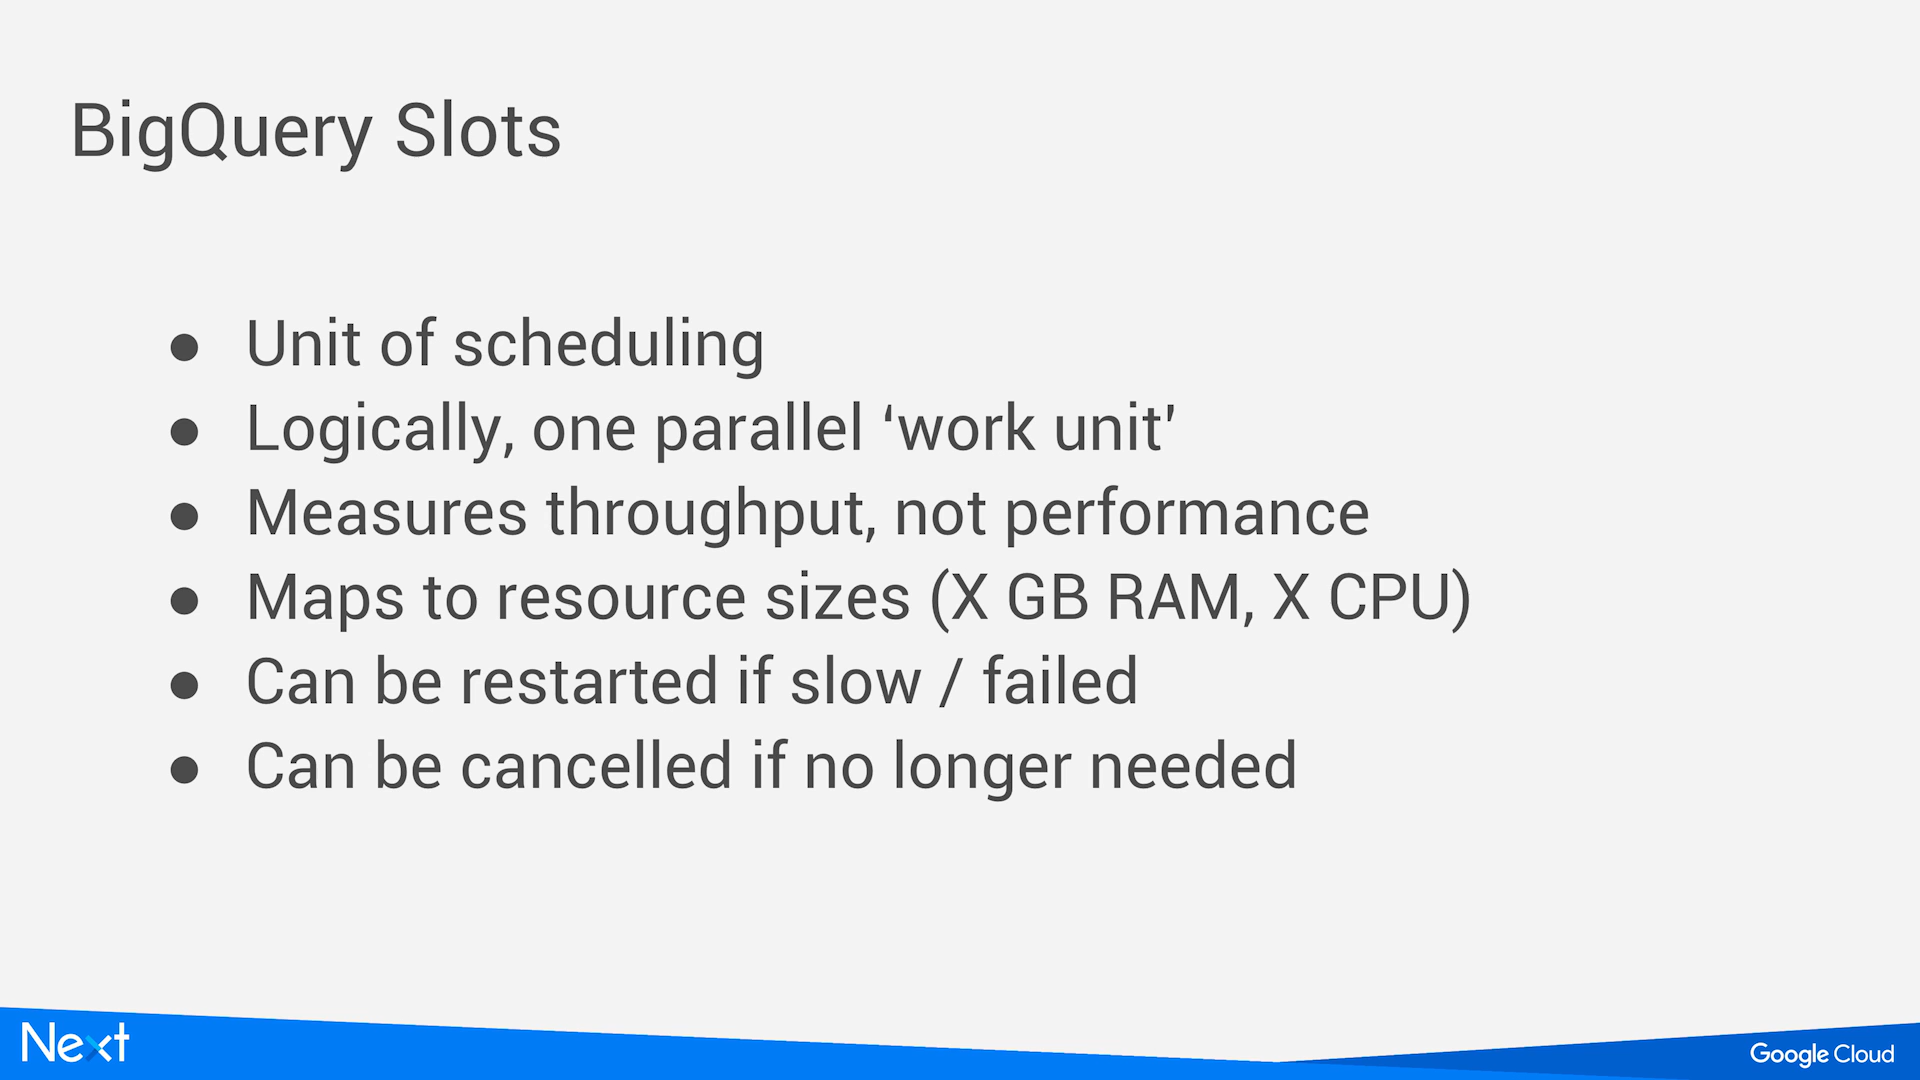 BigQuery Slots
● Unit of scheduling
● Logically, one parallel ‘work unit’
● Measures throughput, not performance
● Maps to resource sizes (X GB RAM, X CPU)
● Can be restarted if slow / failed
● Can be cancelled if no longer needed
Next
Google Cloud